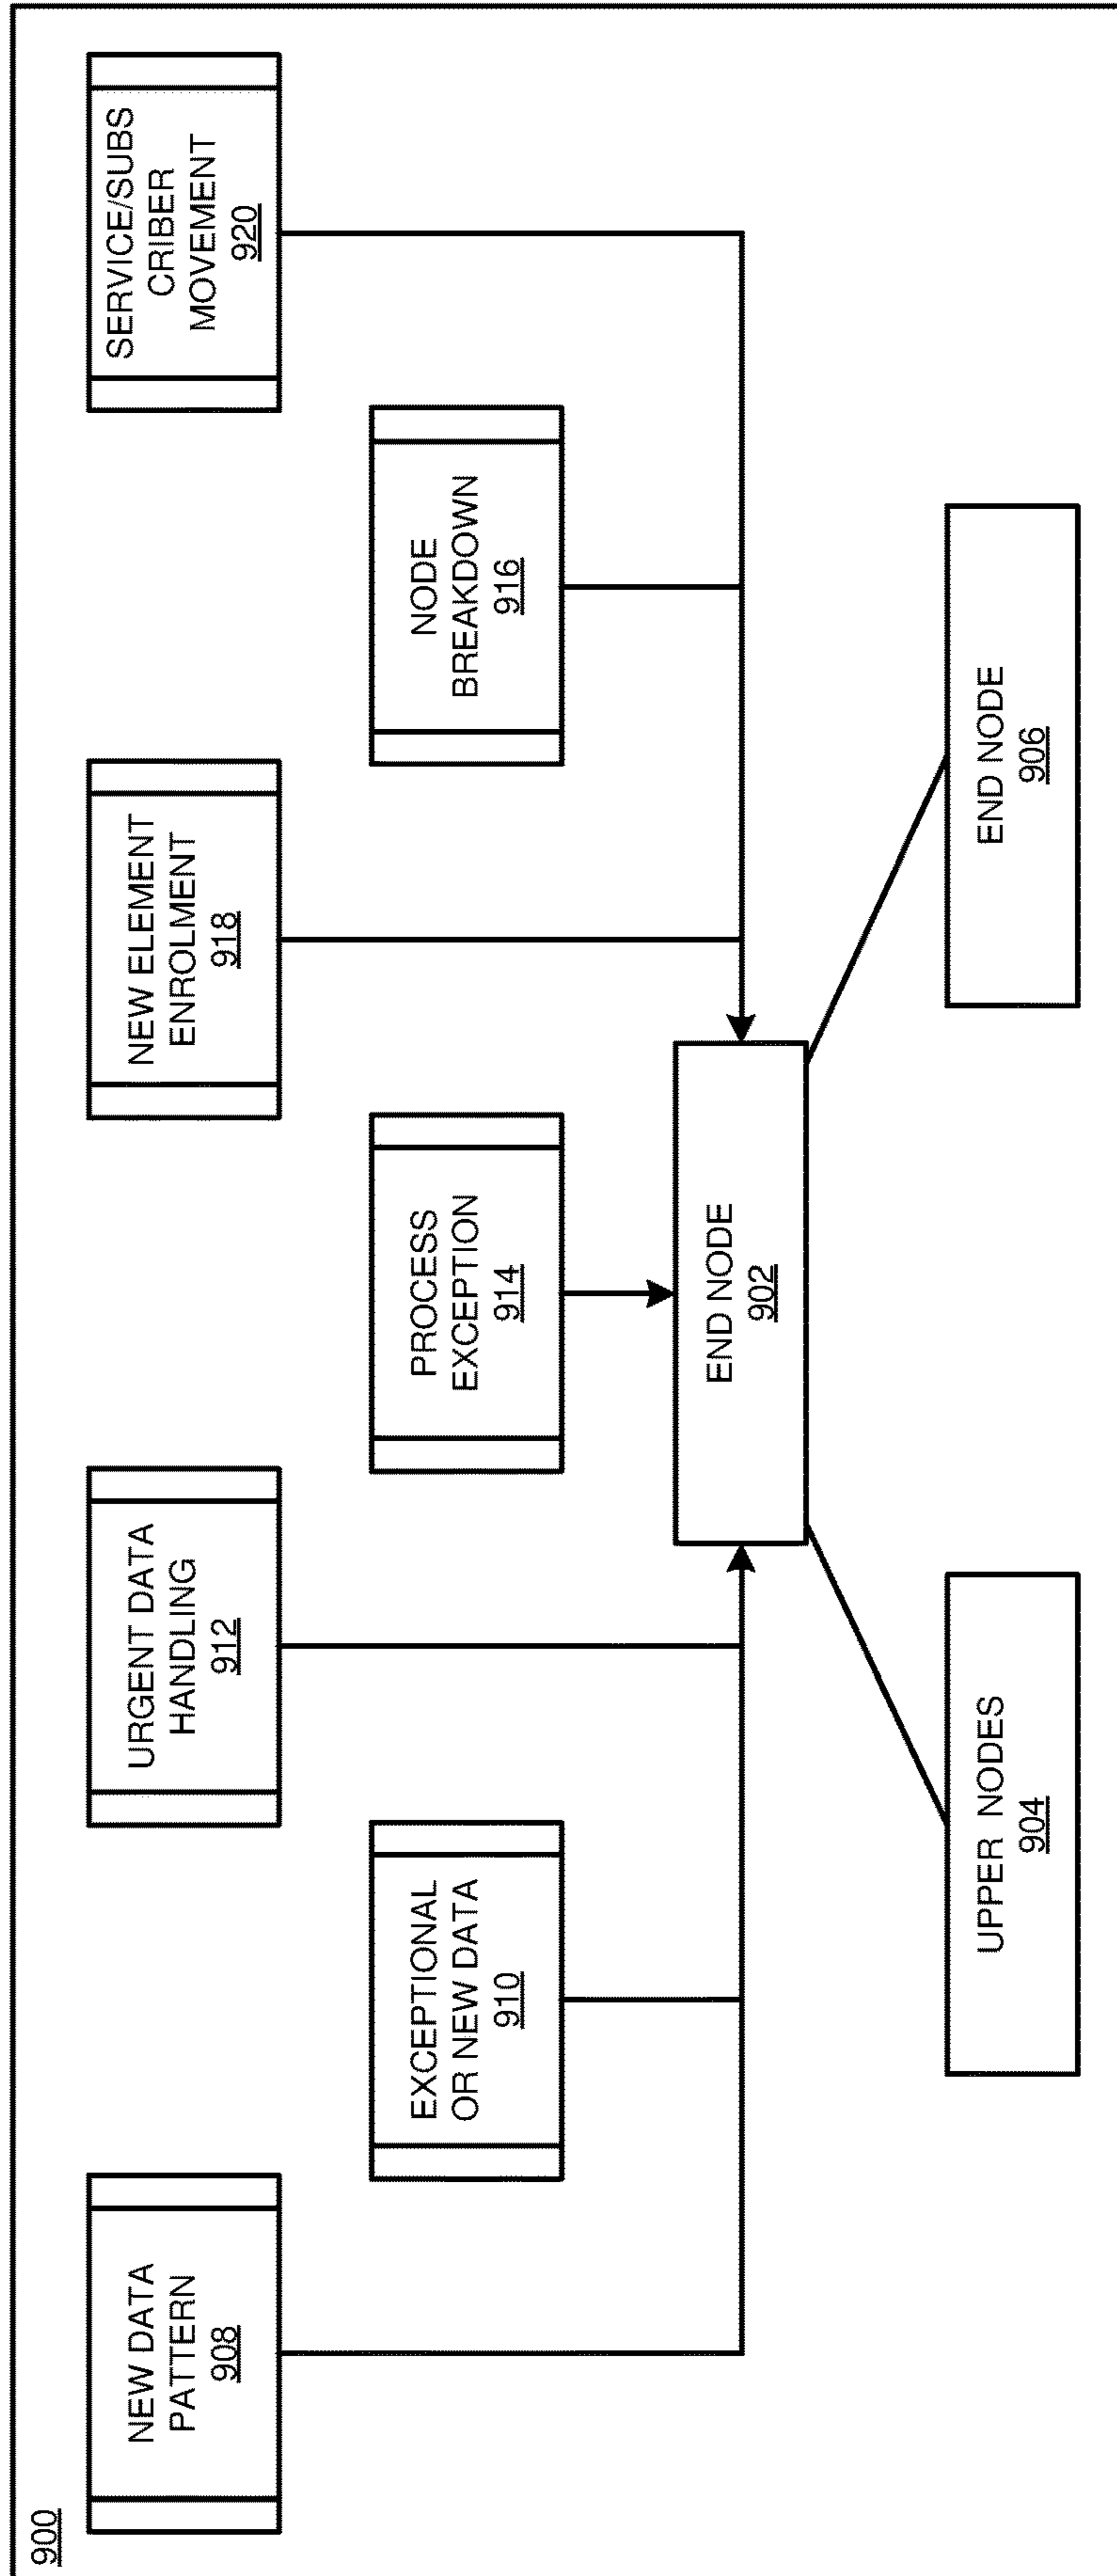 900
NEW DATA
PATTERN
908
URGENT DATA
HANDLING
912
NEW ELEMENT
ENROLMENT
918
SERVICE/SUBS
CRIBER
MOVEMENT
920
EXCEPTIONAL
OR NEW DATA
910
PROCESS
EXCEPTION
914
NODE
BREAKDOWN
916
END NODE
902
UPPER NODES
904
END NODE
906